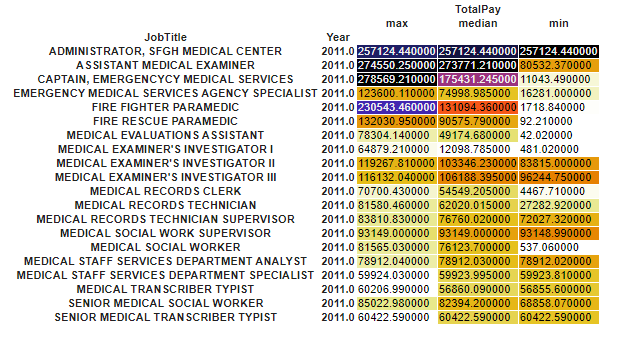 TotalPay
max median min
JobTitle Year
ADMINISTRATOR, SFGH MEDICAL CENTER 2011.0 257124.440000 257124.440000 257124.440000
ASSISTANT MEDICAL EXAMINER 2011.0 274550.250000 273771.210000 80532.370000
CAPTAIN, EMERGENCYCY MEDICAL SERVICES 2011.0 278569.210000 175431.245000 11043.490000
EMERGENCY MEDICAL SERVICES AGENCY SPECIALIST 2011.0 123600.110000 74998.985000 16281.000000
FIRE FIGHTER PARAMEDIC 2011.0 230543.460000 131094.360000 1718.840000
FIRE RESCUE PARAMEDIC 2011.0 132030.950000 90575.790000 92.210000
MEDICAL EVALUATIONS ASSISTANT 2011.0 78304.140000 49174.680000 42.020000
MEDICAL EXAMINER'S INVESTIGATOR I 2011.0 64879.210000 12098.785000 481.020000
MEDICAL EXAMINER'S INVESTIGATOR II 2011.0 119267.810000 103346.230000 83815.000000
MEDICAL EXAMINER'S INVESTIGATOR III 2011.0 116132.040000 106188.395000 96244.750000
MEDICAL RECORDS CLERK 2011.0 70700.430000 54549.205000 4467.710000
MEDICAL RECORDS TECHNICIAN 2011.0 81580.460000 62020.015000 27282.920000
MEDICAL RECORDS TECHNICIAN SUPERVISOR 2011.0 83810.830000 76760.020000 72027.320000
MEDICAL SOCIAL WORK SUPERVISOR 2011.0 93149.000000 93149.000000 93148.990000
MEDICAL SOCIAL WORKER 2011.0 81565.030000 76123.700000 537.060000
MEDICAL STAFF SERVICES DEPARTMENT ANALYST 2011.0 78912.040000 78912.030000 78912.020000
MEDICAL STAFF SERVICES DEPARTMENT SPECIALIST 2011.0 59924.030000 59923.995000 59923.810000
MEDICAL TRANSCRIBER TYPIST 2011.0 60206.990000 56860.090000 56855.600000
SENIOR MEDICAL SOCIAL WORKER 2011.0 85022.980000 82394.200000 68858.070000
SENIOR MEDICAL TRANSCRIBER TYPIST 2011.0 60422.590000 60422.590000 60422.590000